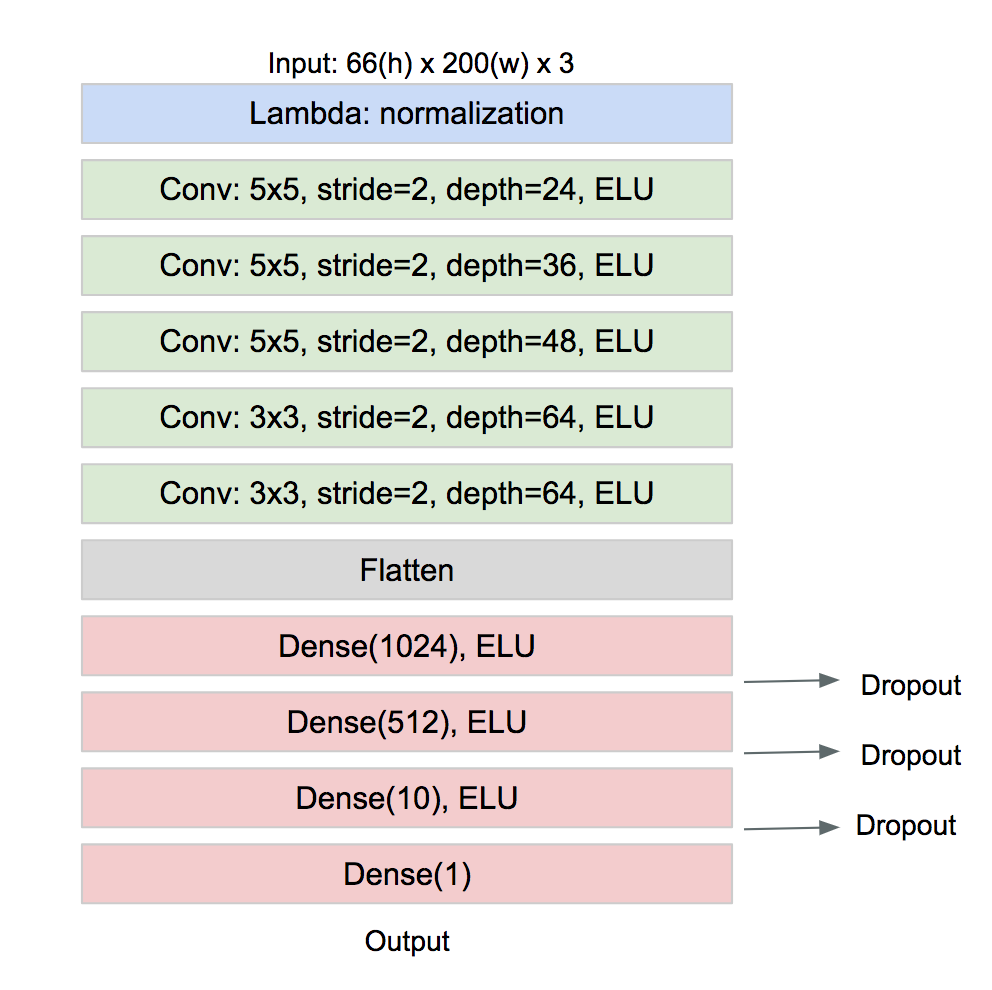 Input: 66(h) x 200(w) x 3
Lambda: normalization
Conv: 5x5, stride=2, depth=24, ELU
Conv: 5x5, stride=2, depth=36, ELU
Conv: 5x5, stride=2, depth=48, ELU
Conv: 3x3, stride=2, depth=64, ELU
Conv: 3x3, stride=2, depth=64, ELU
Flatten
Dense(1024), ELU
Dropout
Dense(512), ELU
Dropout
Dense(10), ELU
Dropout
Dense(1)
Output